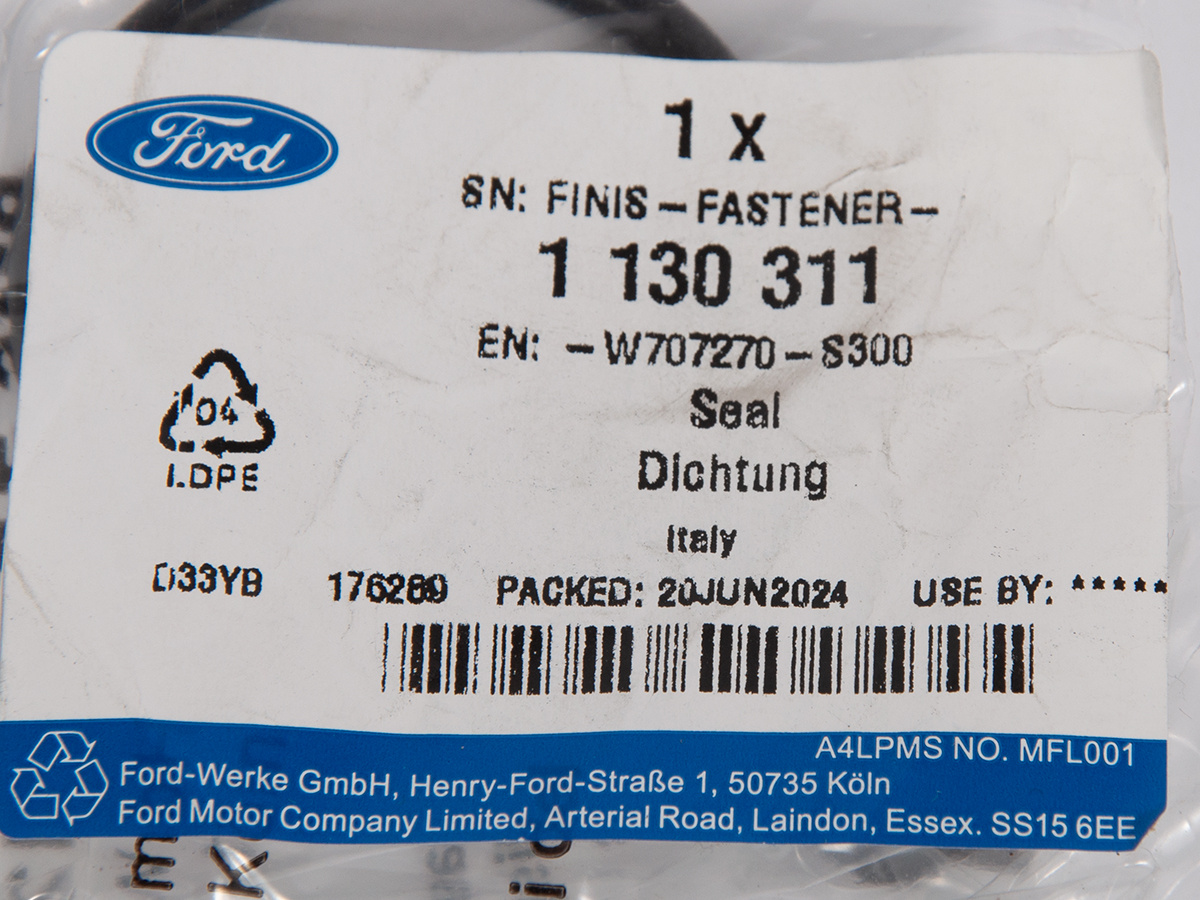 Ford
1 x
SN: FINIS-FASTENER-
1 130 311
EN: -W707270-S300
Seal
Dichtung
Italy
04
LDPE
D33YB PACKED: 20JUN2024 USE BY: *****
A4LPMS NO. MFL001
Ford-Werke GmbH, Henry-Ford-Straße 1, 50735 Köln
Ford Motor Company Limited, Arterial Road, Laindon, Essex. SS15 6EE